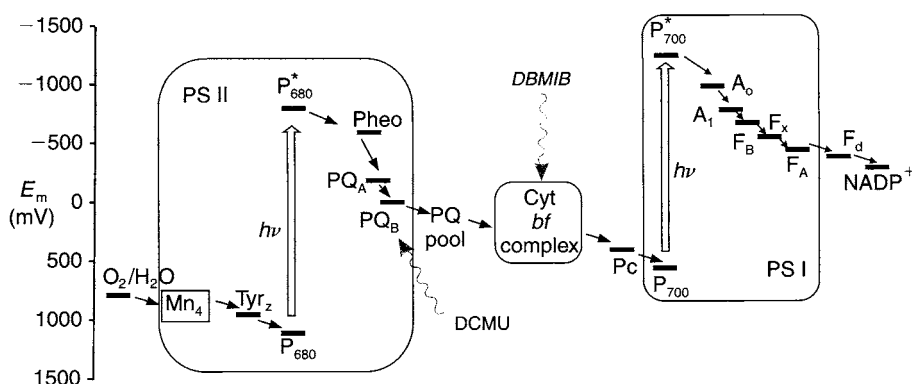 −1500
−1000
−500
0
500
1000
1500
E_m
(mV)
O₂/H₂O
Mn₄
PS II
Tyr_z
P₆₈₀
hν
P*₆₈₀
Pheo
PQ_A
PQ_B
PQ
pool
DCMU
DBMIB
Cyt
bf
complex
Pc
P₇₀₀
hν
P*₇₀₀
PS I
A_o
A₁
F_B
F_x
F_A
F_d
NADP⁺